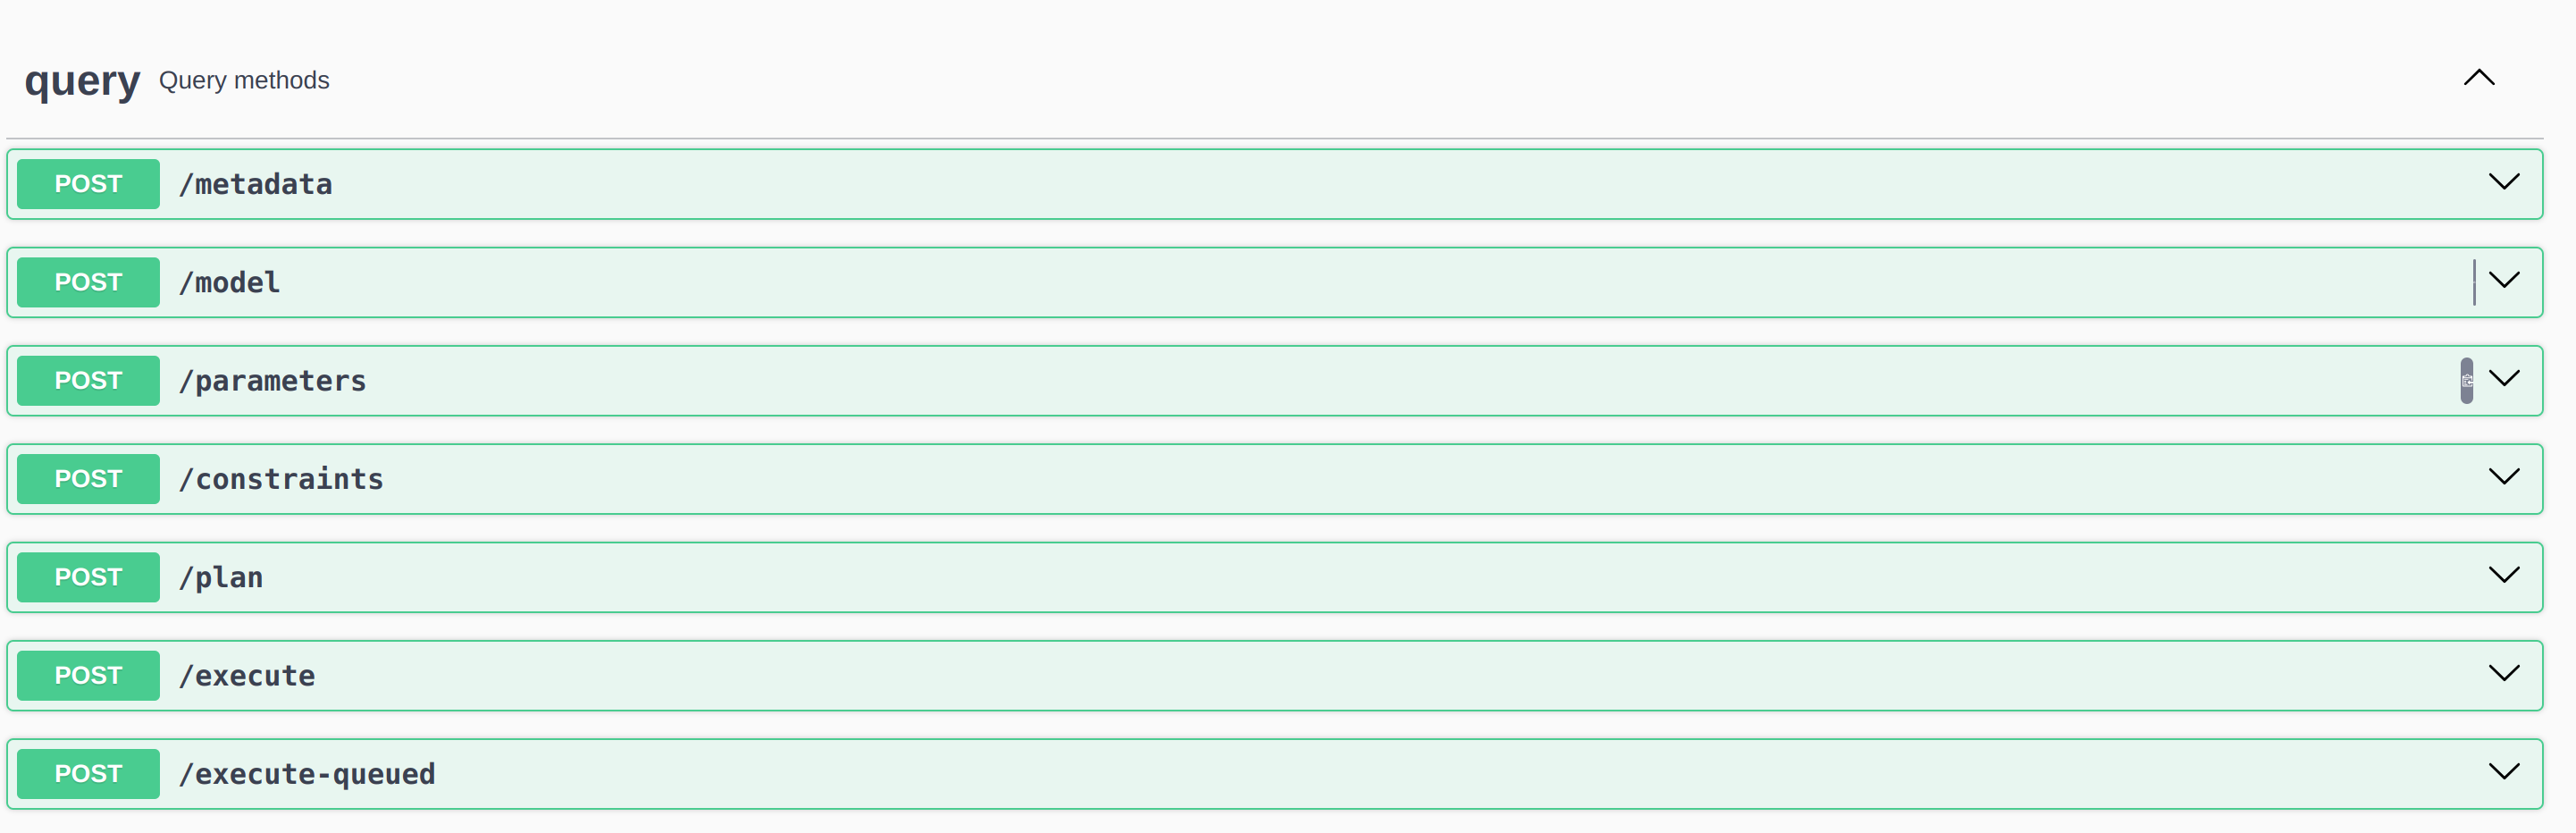 query Query methods
POST /metadata
POST /model
POST /parameters
POST /constraints
POST /plan
POST /execute
POST /execute-queued